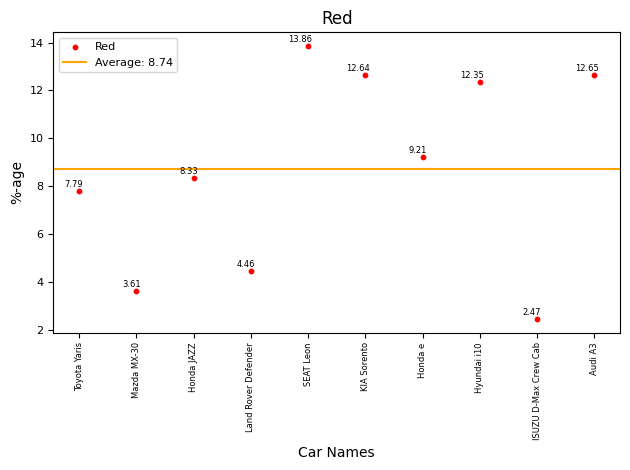 Red
Red
Average: 8.74
%-age
14
12
10
8
6
4
2
7.79
3.61
8.33
4.46
13.86
12.64
9.21
12.35
2.47
12.65
Toyota Yaris
Mazda MX-30
Honda JAZZ
Land Rover Defender
SEAT Leon
KIA Sorento
Honda e
Hyundai i10
ISUZU D-Max Crew Cab
Audi A3
Car Names